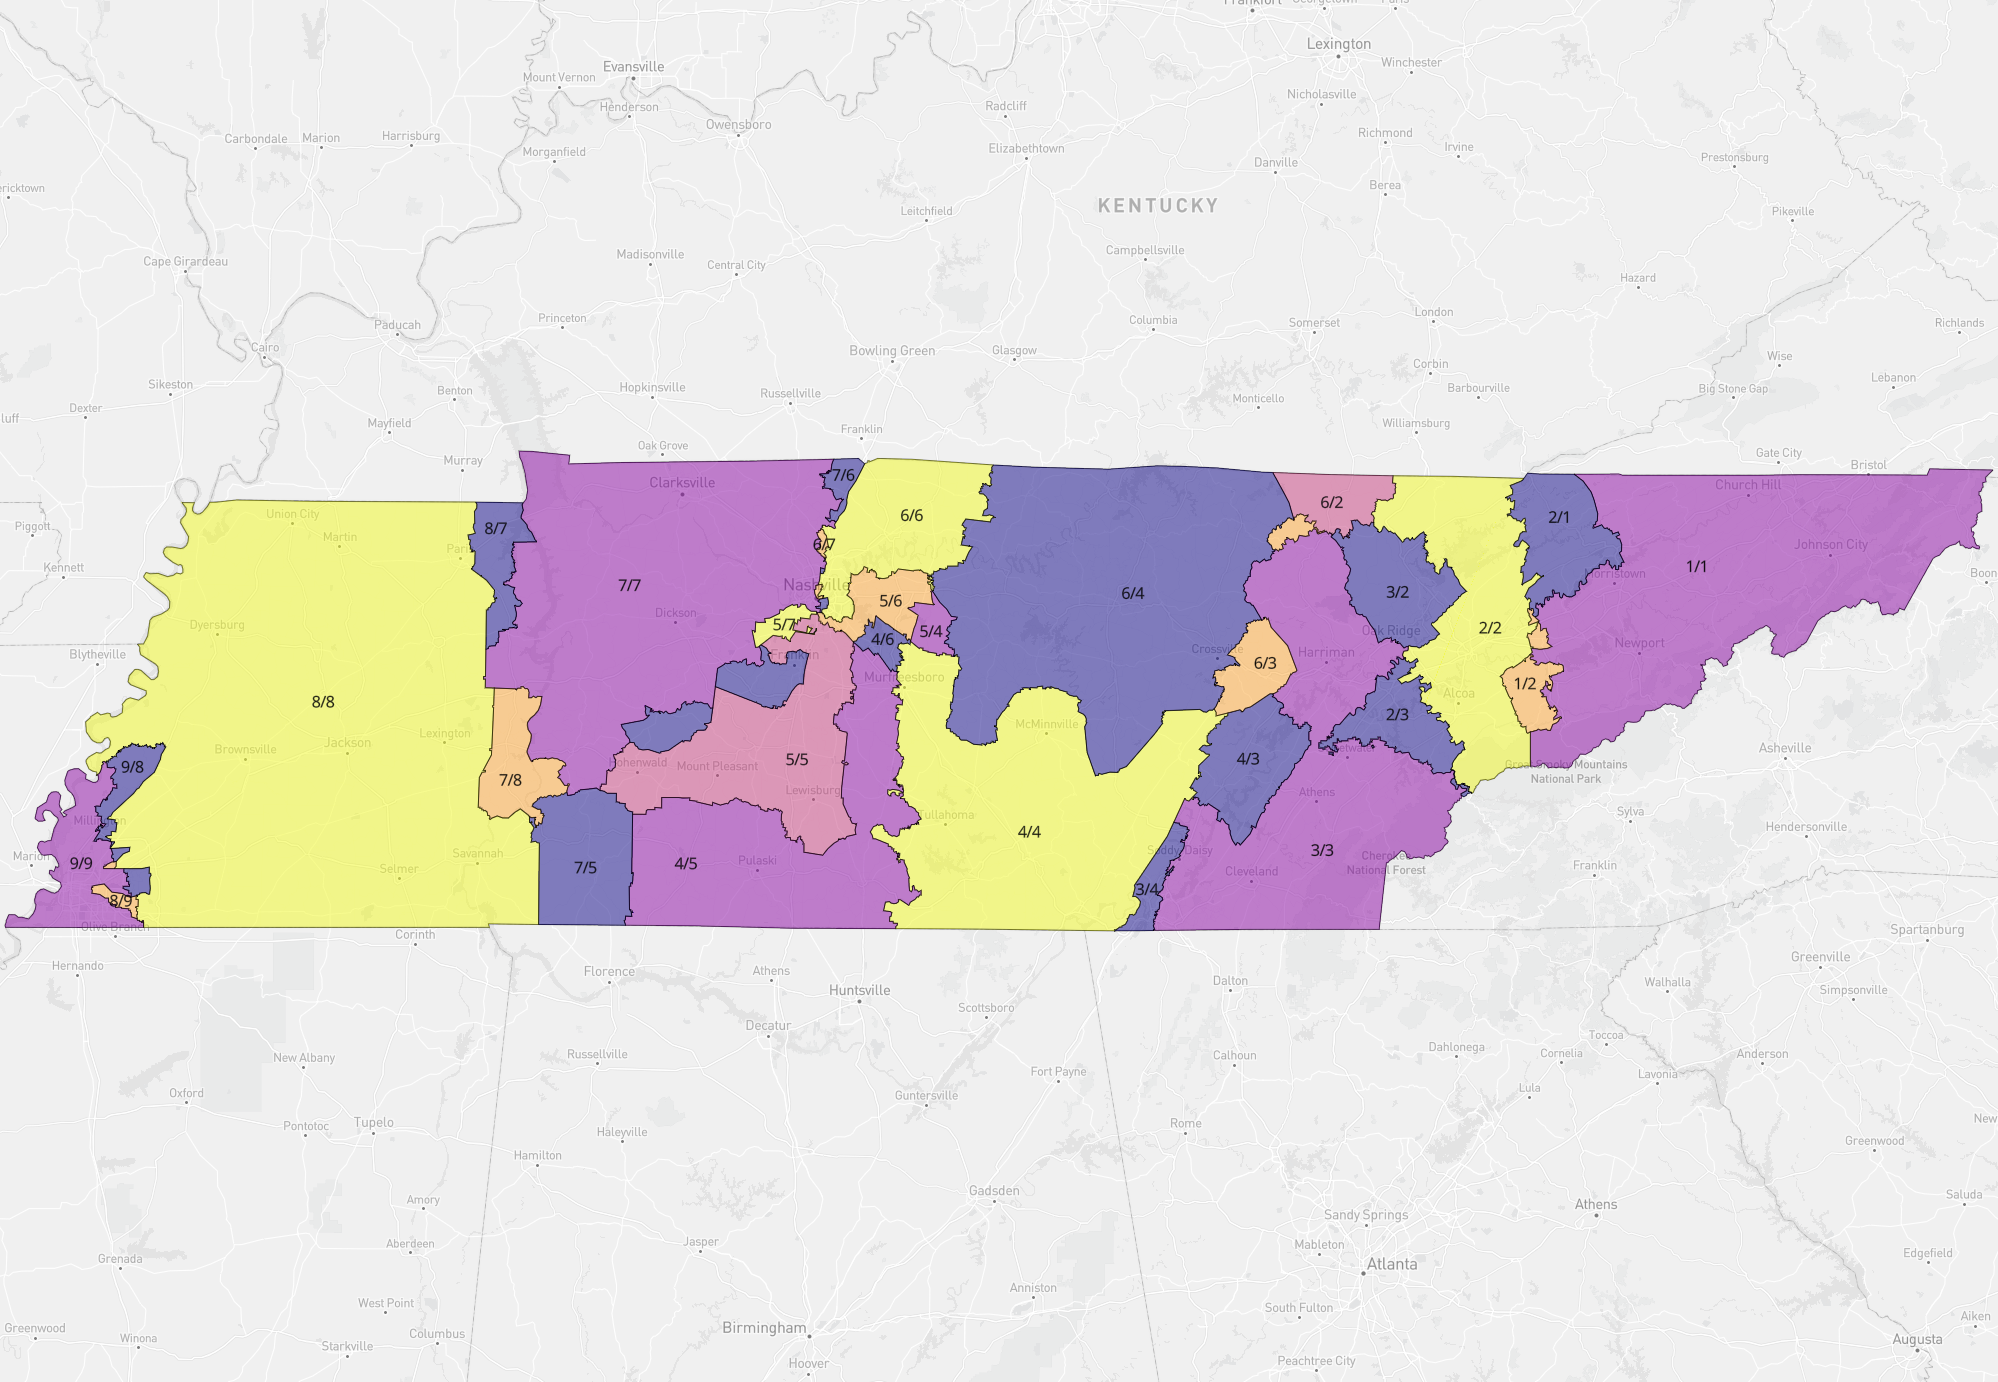 Frankfort
Georgetown
Paris
Lexington
Evansville
Mount Vernon
Winchester
Henderson
Radcliff
Nicholasville
Owensboro
Carbondale
Marion
Harrisburg
Richmond
Morganfield
Elizabethtown
Irvine
Danville
Prestonsburg
ericktown
Berea
KENTUCKY
Leitchfield
Pikeville
Campbellsville
Madisonville
Cape Girardeau
Central City
Hazard
Princeton
Columbia
London
Somerset
Richlands
Paducah
Cairo
Bowling Green
Glasgow
Wise
Corbin
Sikeston
Benton
Hopkinsville
Barbourville
Big Stone Gap
Lebanon
Russellville
Monticello
Dexter
luff
Mayfield
Williamsburg
Franklin
Oak Grove
Gate City
Murray
Bristol
7/6
Clarksville
Church Hill
6/2
Union City
6/6
2/1
Piggott
8/7
Martin
6/7
Johnson City
Paris
Kennett
1/1
Boon
Morristown
7/7
Nashville
6/4
3/2
5/6
Dickson
Dyersburg
5/7
5/4
Oak Ridge
2/2
4/6
Newport
Blytheville
Franklin
Crossville
6/3
Harriman
Murfreesboro
1/2
Alcoa
8/8
2/3
McMinnville
Lexington
Jackson
Brownsville
Asheville
5/5
4/3
9/8
Hohenwald
Mount Pleasant
Great Smoky Mountains
National Park
7/8
Lewisburg
Athens
Sylva
Hendersonville
4/4
Savannah
Soddy-Daisy
3/3
Marion
9/9
7/5
4/5
Pulaski
Selmer
Cleveland
Cherokee
National Forest
Franklin
3/4
8/9
Olive Branch
Corinth
Spartanburg
Hernando
Florence
Athens
Greenville
Huntsville
Dalton
Walhalla
Simpsonville
Scottsboro
Decatur
Toccoa
Dahlonega
New Albany
Russellville
Calhoun
Cornelia
Anderson
Fort Payne
Lavonia
Oxford
Guntersville
Lula
Tupelo
Rome
Pontotoc
Haleyville
New
Greenwood
Hamilton
Gadsden
Amory
Saluda
Athens
Sandy Springs
Jasper
Aberdeen
Mableton
Grenada
Edgefield
Atlanta
Anniston
West Point
South Fulton
Aiken
Greenwood
Birmingham
Columbus
Winona
Starkville
Augusta
Hoover
Peachtree City